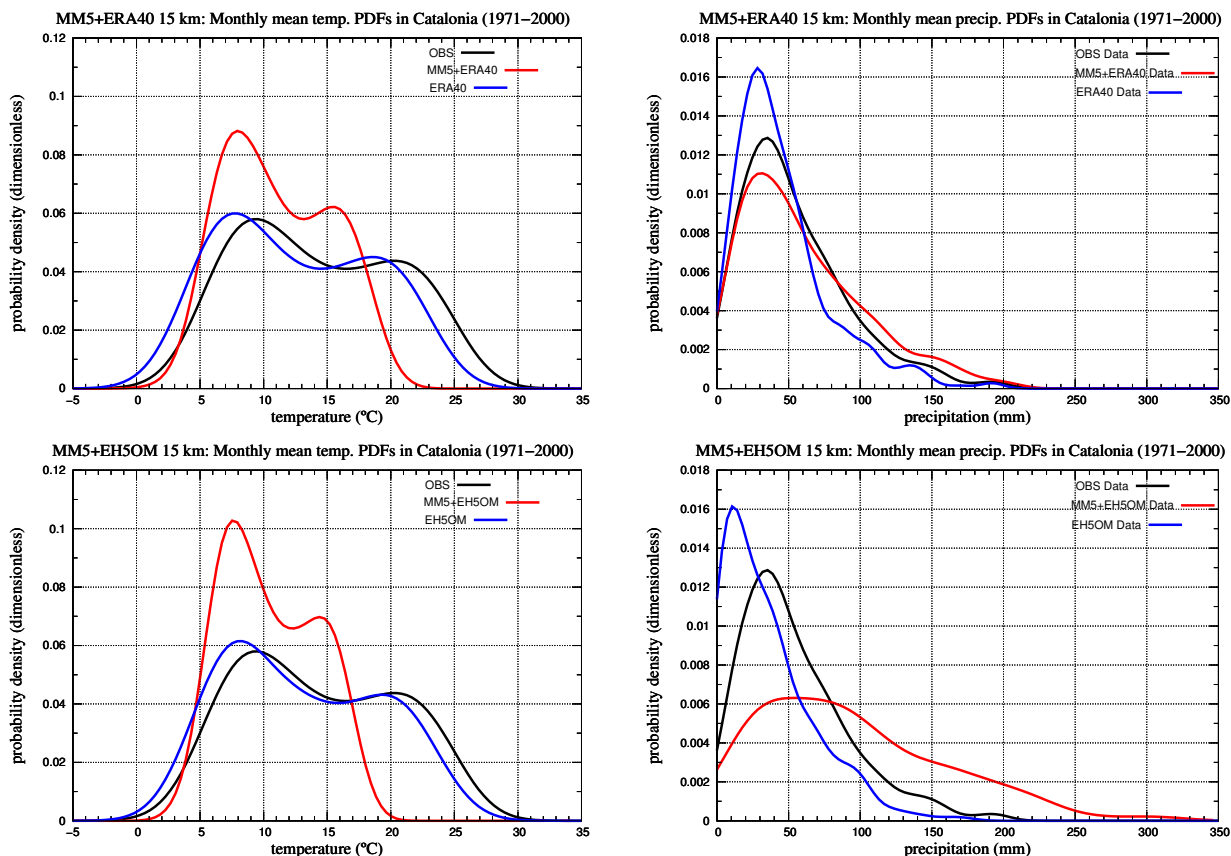 MM5+ERA40 15 km: Monthly mean temp. PDFs in Catalonia (1971−2000)
probability density (dimensionless)
0.12
0.1
0.08
0.06
0.04
0.02
0
OBS
MM5+ERA40
ERA40
−5 0 5 10 15 20 25 30 35
temperature (ºC)
MM5+ERA40 15 km: Monthly mean precip. PDFs in Catalonia (1971−2000)
probability density (dimensionless)
0.018
0.016
0.014
0.012
0.01
0.008
0.006
0.004
0.002
0
OBS Data
MM5+ERA40 Data
ERA40 Data
0 50 100 150 200 250 300 350
precipitation (mm)
MM5+EH5OM 15 km: Monthly mean temp. PDFs in Catalonia (1971−2000)
probability density (dimensionless)
0.12
0.1
0.08
0.06
0.04
0.02
0
OBS
MM5+EH5OM
EH5OM
−5 0 5 10 15 20 25 30 35
temperature (ºC)
MM5+EH5OM 15 km: Monthly mean precip. PDFs in Catalonia (1971−2000)
probability density (dimensionless)
0.018
0.016
0.014
0.012
0.01
0.008
0.006
0.004
0.002
0
OBS Data
MM5+EH5OM Data
EH5OM Data
0 50 100 150 200 250 300 350
precipitation (mm)